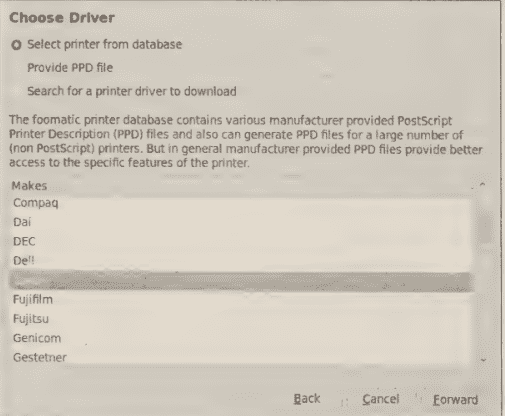 Choose Driver
Select printer from database
Provide PPD file
Search for a printer driver to download
The foomatic printer database contains various manufacturer provided PostScript
Printer Description (PPD) files and also can generate PPD files for a large number of
(non PostScript) printers. But in general manufacturer provided PPD files provide better
access to the specific features of the printer.
Makes
Compaq
Dai
DEC
Dell
Fujifilm
Fujitsu
Genicom
Gestetner
Back
Cancel
Forward